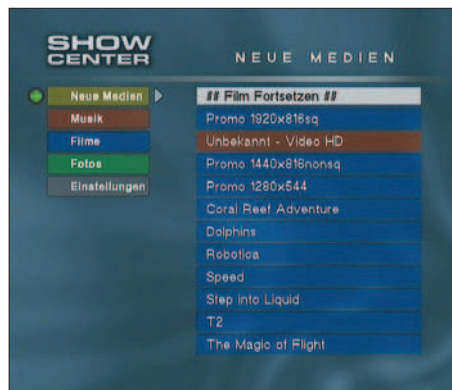 SHOW
CENTER
NEUE MEDIEN
Neue Medien
Musik
Filme
Fotos
Einstellungen
## Film Fortsetzen ##
Promo 1920x816sq
Unbekannt - Video HD
Promo 1440x816nonsq
Promo 1280x544
Coral Reef Adventure
Dolphins
Robotica
Speed
Step into Liquid
T2
The Magic of Flight